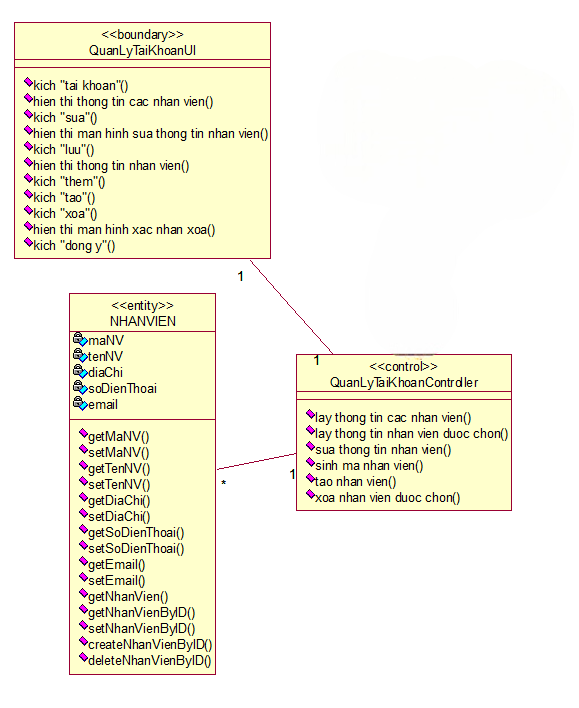 <<boundary>>
QuanLyTaiKhoanUI
kich "tai khoan"()
hien thi thong tin cac nhan vien()
kich "sua"()
hien thi man hinh sua thong tin nhan vien()
kich "luu"()
hien thi thong tin nhan vien()
kich "them"()
kich "tao"()
kich "xoa"()
hien thi man hinh xac nhan xoa()
kich "dong y"()
1
1
<<entity>>
NHANVIEN
maNV
tenNV
diaChi
soDienThoai
email
getMaNV()
setMaNV()
getTenNV()
setTenNV()
getDiaChi()
setDiaChi()
getSoDienThoai()
setSoDienThoai()
getEmail()
setEmail()
getNhanVien()
getNhanVienByID()
setNhanVienByID()
createNhanVienByID()
deleteNhanVienByID()
*
1
<<control>>
QuanLyTaiKhoanController
lay thong tin cac nhan vien()
lay thong tin nhan vien duoc chon()
sua thong tin nhan vien()
sinh ma nhan vien()
tao nhan vien()
xoa nhan vien duoc chon()